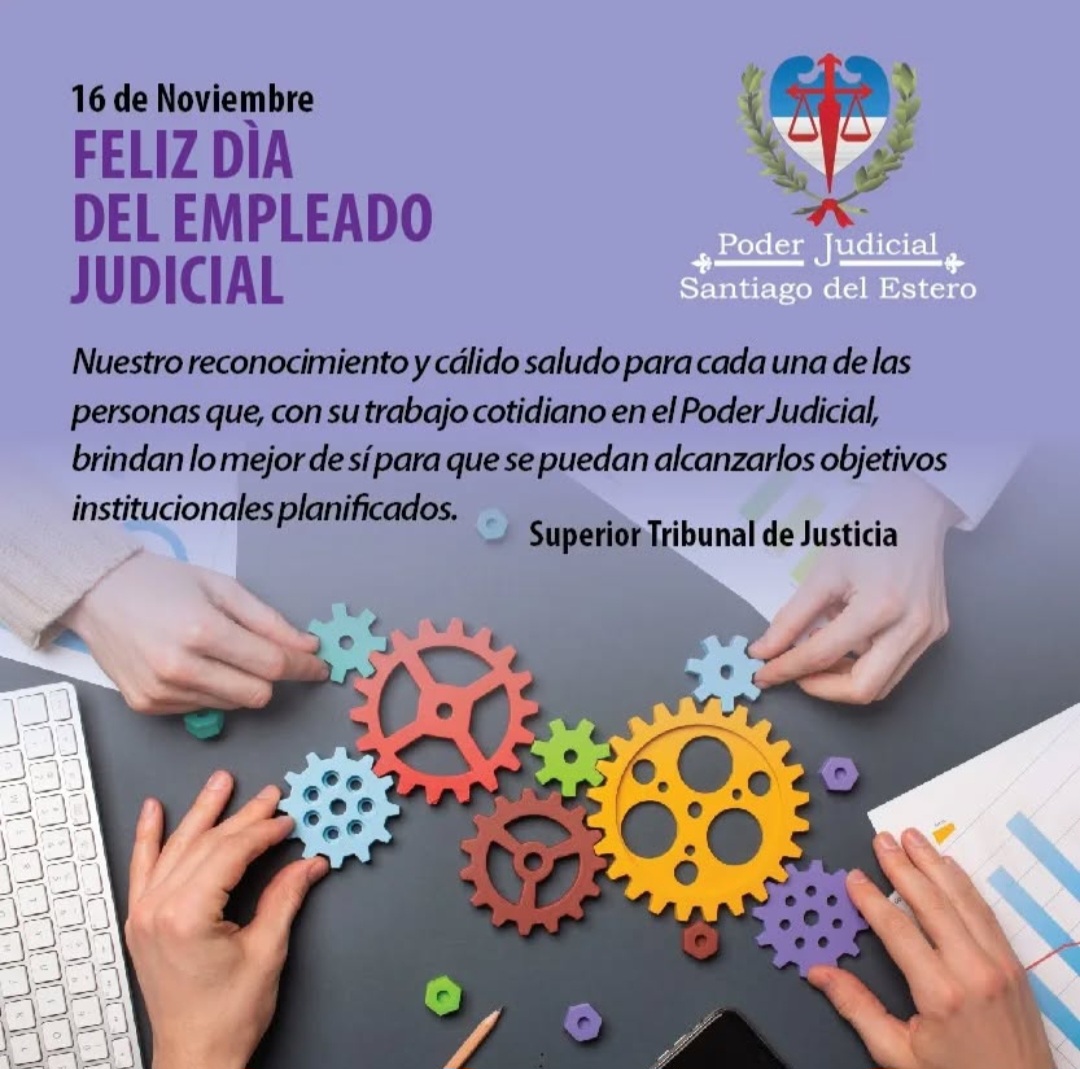 16 de Noviembre
FELIZ DÌA
DEL EMPLEADO
JUDICIAL
Poder Judicial
Santiago del Estero
Nuestro reconocimiento y cálido saludo para cada una de las
personas que, con su trabajo cotidiano en el Poder Judicial,
brindan lo mejor de sí para que se puedan alcanzarlos objetivos
institucionales planificados.
Superior Tribunal de Justicia